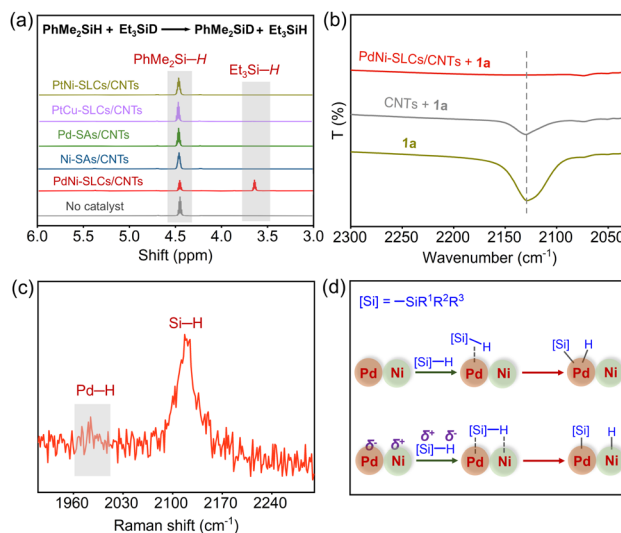 (a)
PhMe₂SiH + Et₃SiD → PhMe₂SiD + Et₃SiH
PhMe₂Si—H
Et₃Si—H
PtNi-SLCs/CNTs
PtCu-SLCs/CNTs
Pd-SAs/CNTs
Ni-SAs/CNTs
PdNi-SLCs/CNTs
No catalyst
6.0 5.5 5.0 4.5 4.0 3.5 3.0
Shift (ppm)
(b)
PdNi-SLCs/CNTs + 1a
CNTs + 1a
1a
T (%)
2300 2250 2200 2150 2100 2050
Wavenumber (cm⁻¹)
(c)
Si—H
Pd—H
1960 2030 2100 2170 2240
Raman shift (cm⁻¹)
(d)
[Si] = —SiR¹R²R³
Pd Ni
[Si]—H
[Si] H
Pd Ni
[Si] H
Pd Ni
δ⁻ δ⁺
Pd Ni
δ⁺ δ⁻
[Si]—H
[Si]—H
Pd Ni
[Si] H
Pd Ni